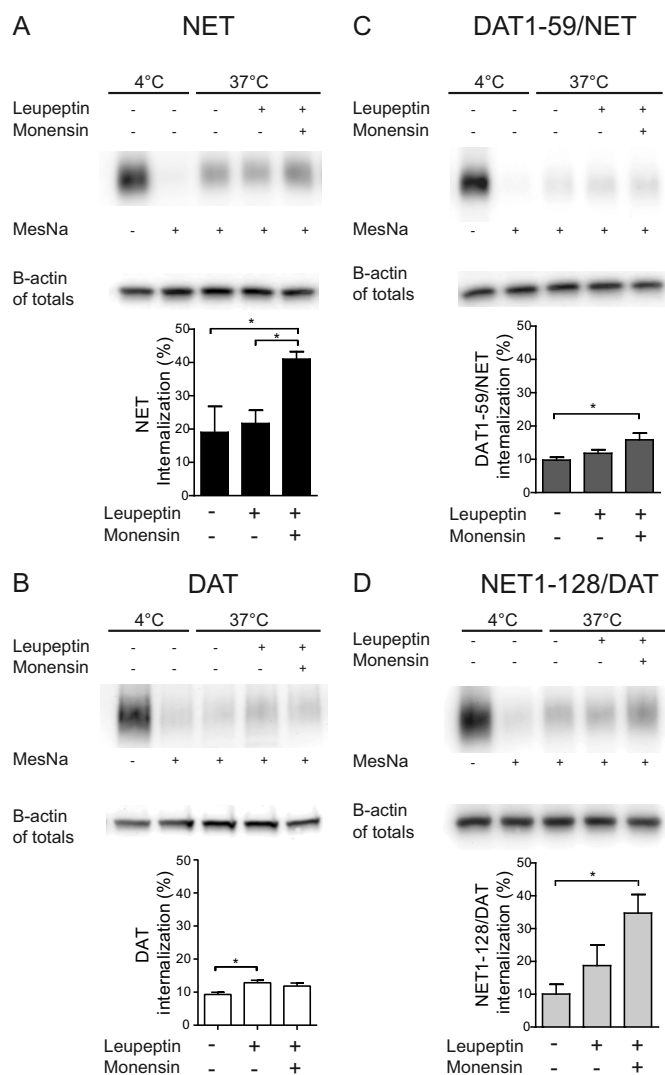 A NET
4°C 37°C
Leupeptin - - - + +
Monensin - - - - +
MesNa - + + + +
B-actin
of totals
* *
50
40
30
20
10
0
NET
Internalization (%)
Leupeptin - + +
Monensin - - +
B DAT
4°C 37°C
Leupeptin - - - + +
Monensin - - - - +
MesNa - + + + +
B-actin
of totals
*
50
40
30
20
10
0
DAT
internalization (%)
Leupeptin - + +
Monensin - - +
C DAT1-59/NET
4°C 37°C
Leupeptin - - - + +
Monensin - - - - +
MesNa - + + + +
B-actin
of totals
*
50
40
30
20
10
0
DAT1-59/NET
internalization (%)
Leupeptin - + +
Monensin - - +
D NET1-128/DAT
4°C 37°C
Leupeptin - - - + +
Monensin - - - - +
MesNa - + + + +
B-actin
of totals
*
50
40
30
20
10
0
NET1-128/DAT
internalization (%)
Leupeptin - + +
Monensin - - +